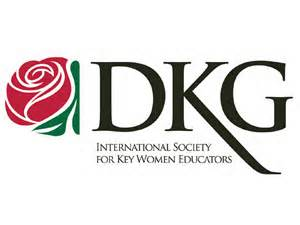 DKG
INTERNATIONAL SOCIETY
FOR KEY WOMEN EDUCATORS